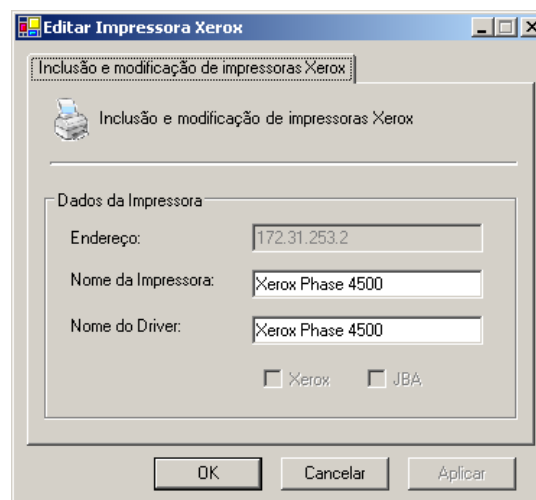 Editar Impressora Xerox
Inclusão e modificação de impressoras Xerox
Inclusão e modificação de impressoras Xerox
Dados da Impressora
Endereço: 172.31.253.2
Nome da Impressora: Xerox Phase 4500
Nome do Driver: Xerox Phase 4500
Xerox JBA
OK Cancelar Aplicar